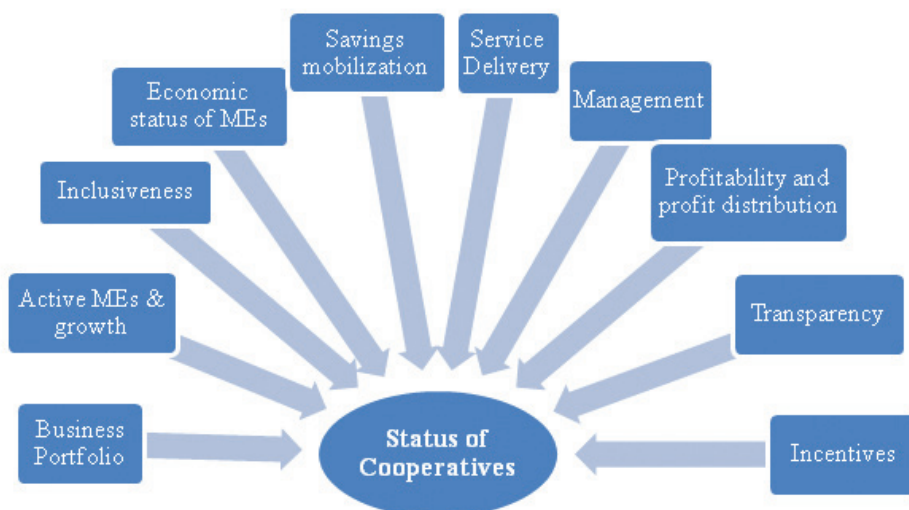 Savings
mobilization
Service
Delivery
Economic
status of MEs
Management
Inclusiveness
Profitability and
profit distribution
Active MEs &
growth
Transparency
Business
Portfolio
Status of
Cooperatives
Incentives